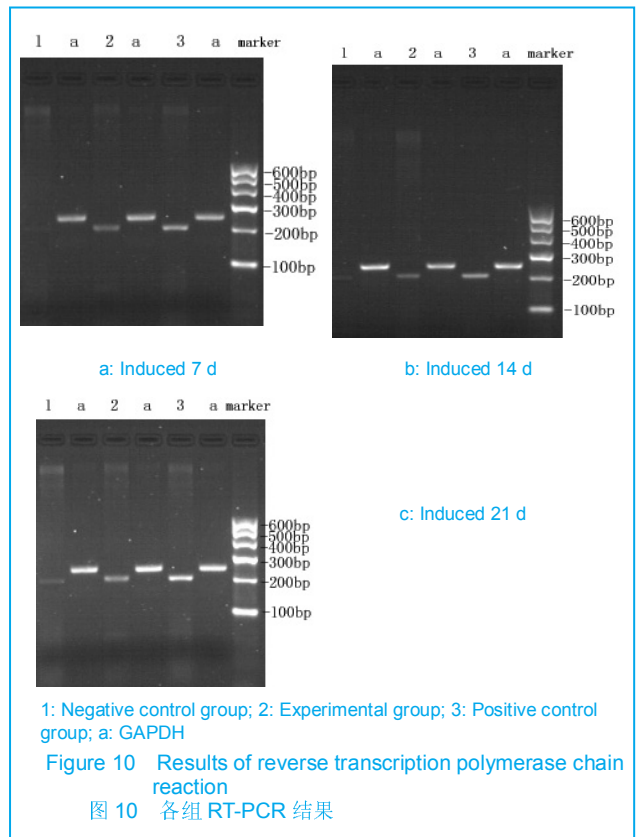 1 a 2 a 3 a marker
-600bp
-500bp
-400bp
-300bp
-200bp
-100bp
a: Induced 7 d
1 a 2 a 3 a marker
-600bp
-500bp
-400bp
-300bp
-200bp
-100bp
b: Induced 14 d
1 a 2 a 3 a marker
-600bp
-500bp
-400bp
-300bp
-200bp
-100bp
c: Induced 21 d
1: Negative control group; 2: Experimental group; 3: Positive control
group; a: GAPDH
Figure 10 Results of reverse transcription polymerase chain
reaction
图 10 各组 RT-PCR 结果